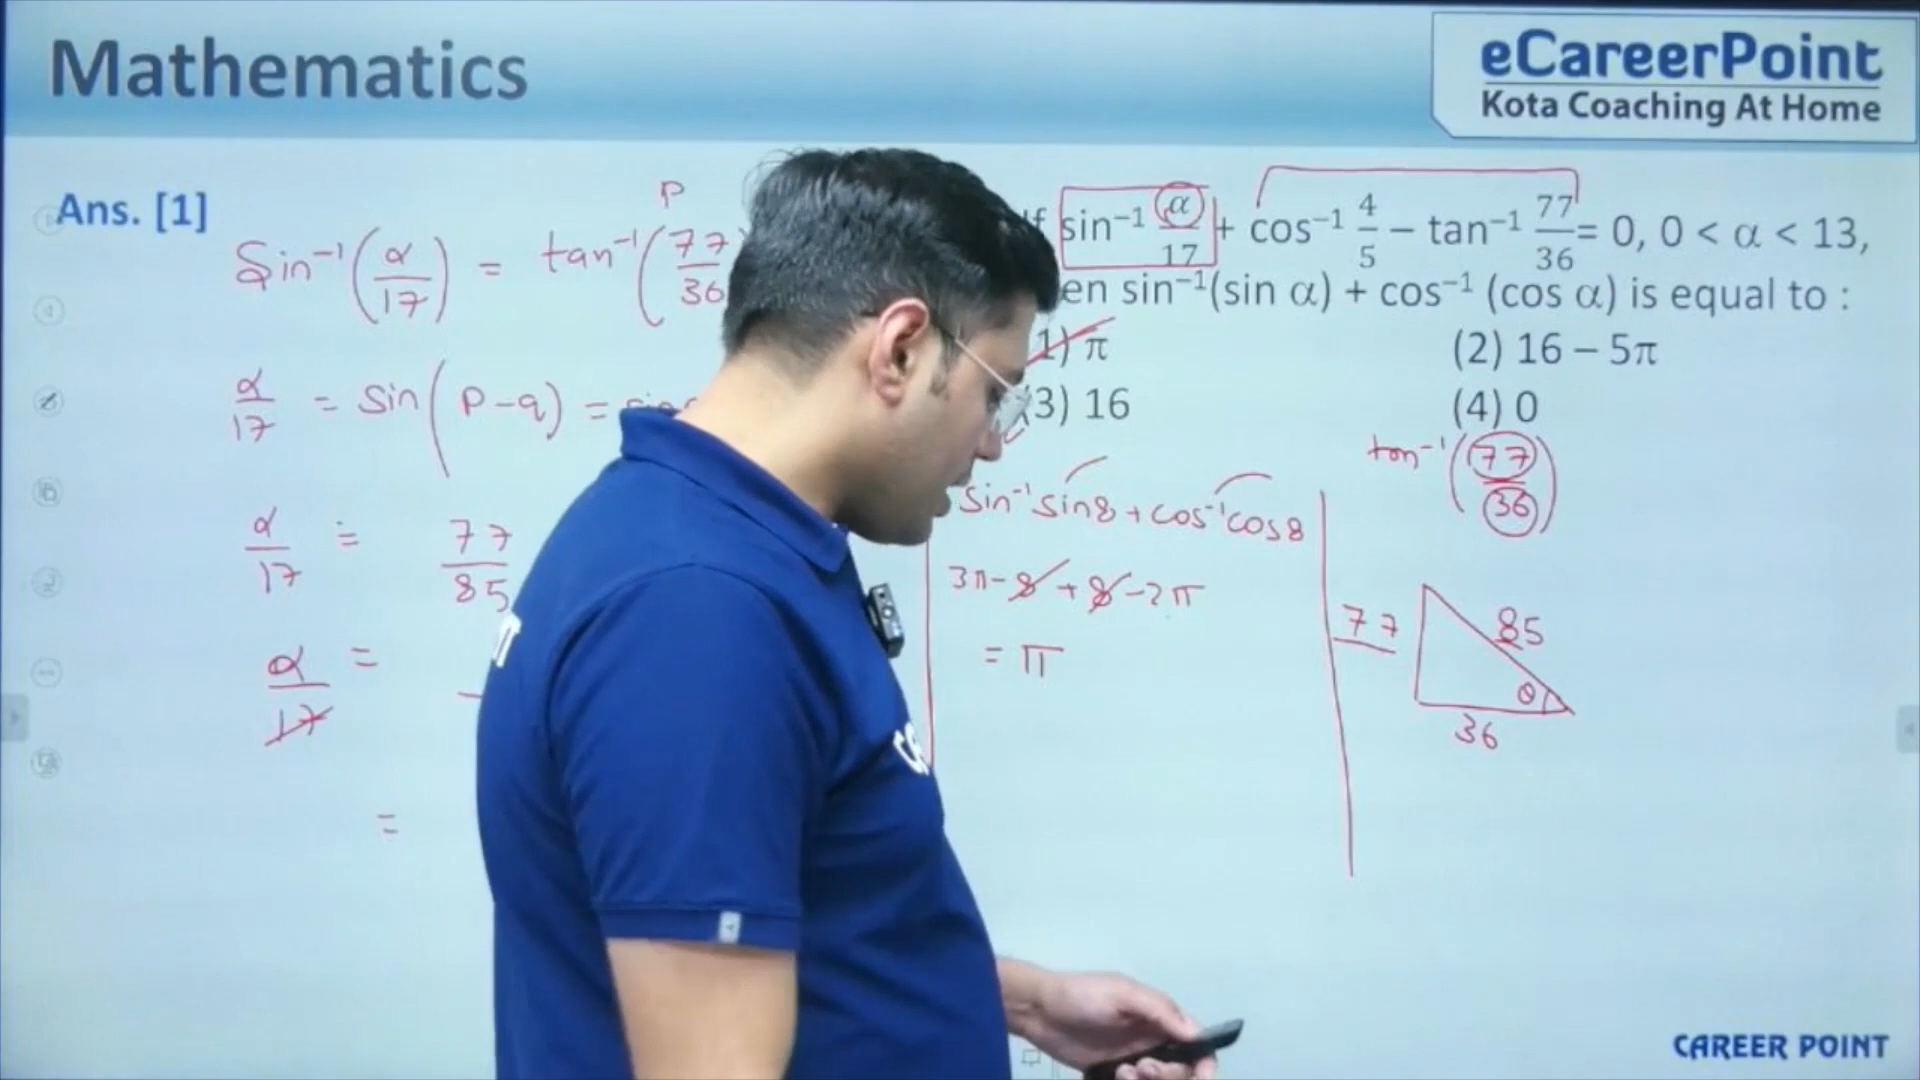 Mathematics
eCareerPoint
Kota Coaching At Home
Ans. [1]
If sin⁻¹ α/17 + cos⁻¹ 4/5 − tan⁻¹ 77/36 = 0, 0 < α < 13,
en sin⁻¹(sin α) + cos⁻¹ (cos α) is equal to :
1) π
(2) 16 – 5π
(3) 16
(4) 0
P
Sin⁻¹(α/17) = tan⁻¹(77/36
α/17 = Sin(P-q) =
α/17 = 77/85
α/17 =
=
Sin⁻¹ sin8 + cos⁻¹ cos8
3π-8 + 8-2π
= π
tan⁻¹(77/36)
77
85
θ
36
CAREER POINT